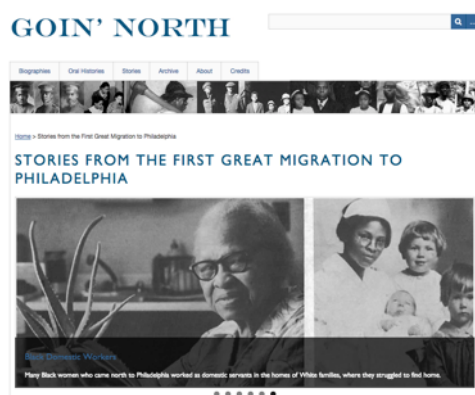 GOIN' NORTH
Biographies Oral Histories Stories Archive About Credits
Home > Stories from the First Great Migration to Philadelphia
STORIES FROM THE FIRST GREAT MIGRATION TO
PHILADELPHIA
Black Domestic Workers
Many Black women who came north to Philadelphia worked as domestic servants in the homes of White families, where they struggled to find home.